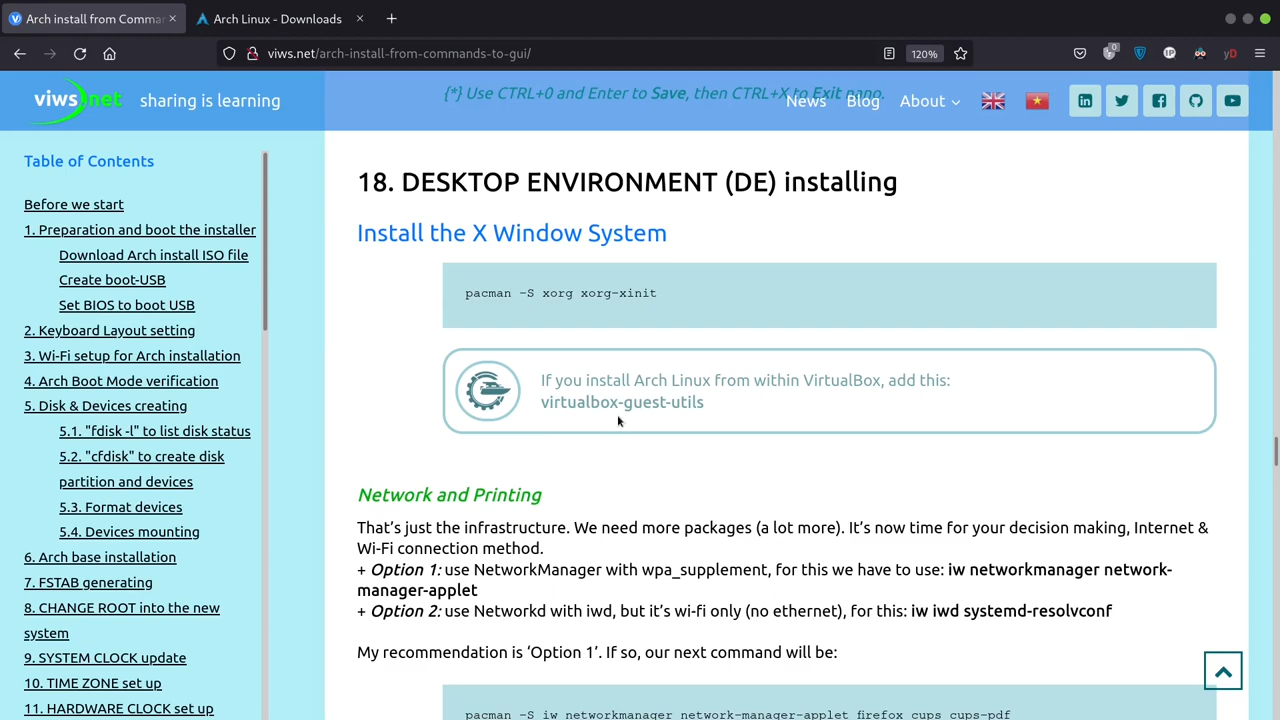 Arch install from Comma
Arch Linux - Downloads
viws.net/arch-install-from-commands-to-gui/
120%
0
IP
yD
viws.net
sharing is learning
{*} Use CTRL+0 and Enter to Save, then CTRL+X to Exit nano.
News
Blog
About
Table of Contents
Before we start
1. Preparation and boot the installer
Download Arch install ISO file
Create boot-USB
Set BIOS to boot USB
2. Keyboard Layout setting
3. Wi-Fi setup for Arch installation
4. Arch Boot Mode verification
5. Disk & Devices creating
5.1. "fdisk -l" to list disk status
5.2. "cfdisk" to create disk
partition and devices
5.3. Format devices
5.4. Devices mounting
6. Arch base installation
7. FSTAB generating
8. CHANGE ROOT into the new
system
9. SYSTEM CLOCK update
10. TIME ZONE set up
11. HARDWARE CLOCK set up
18. DESKTOP ENVIRONMENT (DE) installing
Install the X Window System
pacman -S xorg xorg-xinit
If you install Arch Linux from within VirtualBox, add this:
virtualbox-guest-utils
Network and Printing
That's just the infrastructure. We need more packages (a lot more). It's now time for your decision making, Internet &
Wi-Fi connection method.
+ Option 1: use NetworkManager with wpa_supplement, for this we have to use: iw networkmanager network-
manager-applet
+ Option 2: use Networkd with iwd, but it's wi-fi only (no ethernet), for this: iw iwd systemd-resolvconf
My recommendation is 'Option 1'. If so, our next command will be:
pacman -S iw networkmanager network-manager-applet firefox cups cups-pdf